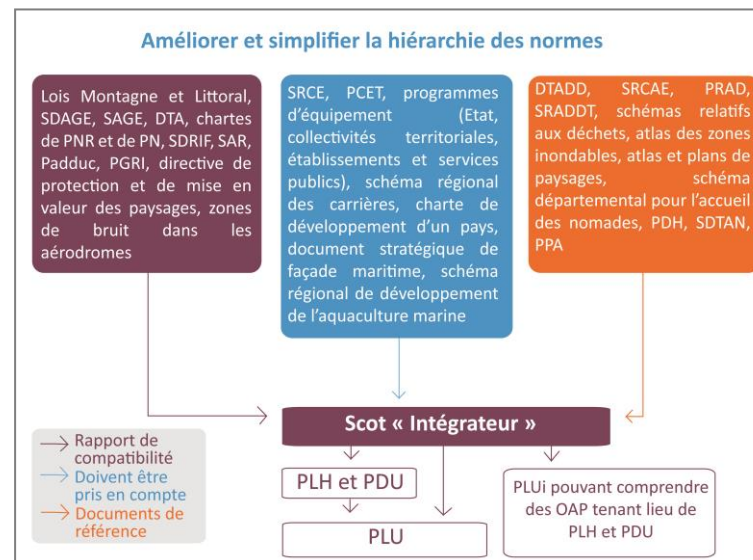 Améliorer et simplifier la hiérarchie des normes
Lois Montagne et Littoral,
SDAGE, SAGE, DTA, chartes
de PNR et de PN, SDRIF, SAR,
Padduc, PGRI, directive de
protection et de mise en
valeur des paysages, zones
de bruit dans les
aérodromes
SRCE, PCET, programmes
d’équipement (Etat,
collectivités territoriales,
établissements et services
publics), schéma régional
des carrières, charte de
développement d’un pays,
document stratégique de
façade maritime, schéma
régional de développement
de l’aquaculture marine
DTADD, SRCAE, PRAD,
SRADDT, schémas relatifs
aux déchets, atlas des zones
inondables, atlas et plans de
paysages, schéma
départemental pour l’accueil
des nomades, PDH, SDTAN,
PPA
Scot « Intégrateur »
Rapport de
compatibilité
Doivent être
pris en compte
Documents de
référence
PLH et PDU
PLU
PLUi pouvant comprendre
des OAP tenant lieu de
PLH et PDU